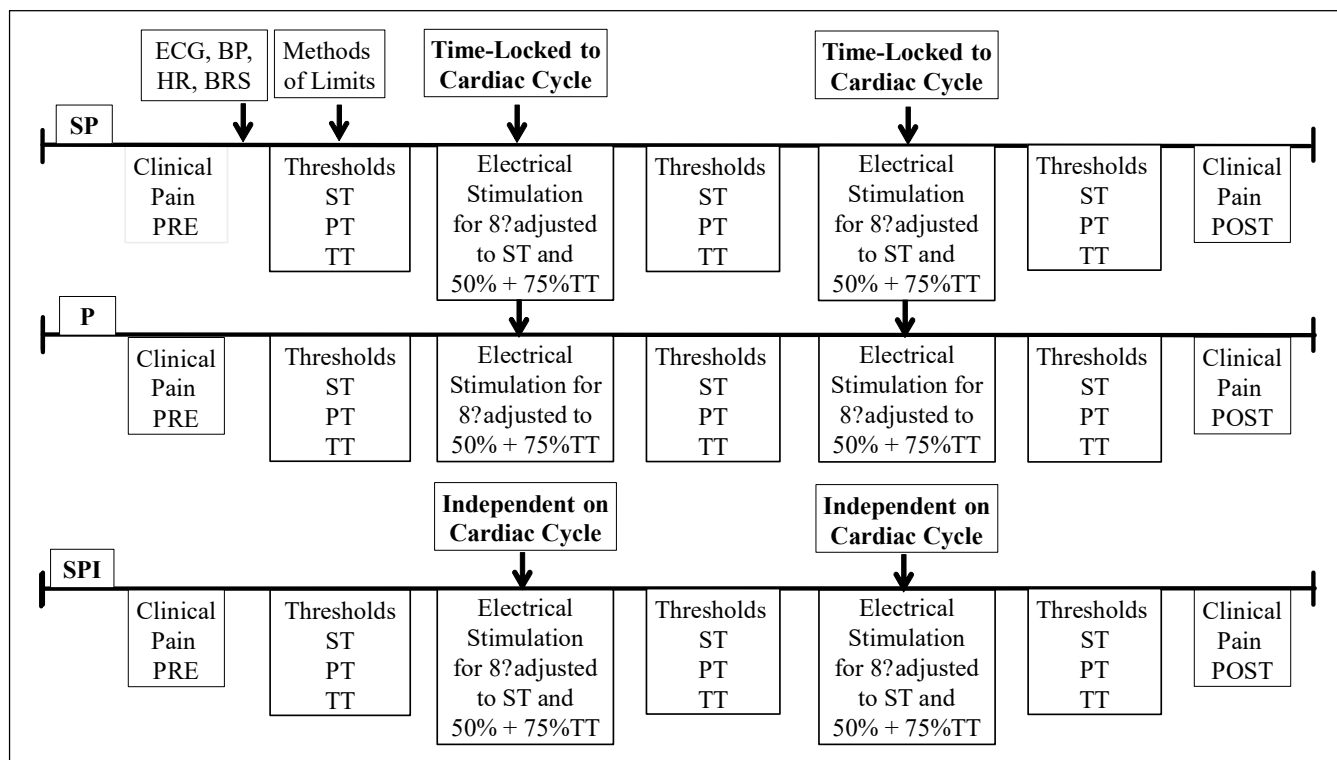 ECG, BP,
HR, BRS
Methods
of Limits
Time-Locked to
Cardiac Cycle
Time-Locked to
Cardiac Cycle
SP
Clinical
Pain
PRE
Thresholds
ST
PT
TT
Electrical
Stimulation
for 8?adjusted
to ST and
50% + 75%TT
Thresholds
ST
PT
TT
Electrical
Stimulation
for 8?adjusted
to ST and
50% + 75%TT
Thresholds
ST
PT
TT
Clinical
Pain
POST
P
Clinical
Pain
PRE
Thresholds
ST
PT
TT
Electrical
Stimulation for
8?adjusted to
50% + 75%TT
Thresholds
ST
PT
TT
Electrical
Stimulation for
8?adjusted to
50% + 75%TT
Thresholds
ST
PT
TT
Clinical
Pain
POST
Independent on
Cardiac Cycle
Independent on
Cardiac Cycle
SPI
Clinical
Pain
PRE
Thresholds
ST
PT
TT
Electrical
Stimulation
for 8?adjusted
to ST and
50% + 75%TT
Thresholds
ST
PT
TT
Electrical
Stimulation
for 8?adjusted
to ST and
50% + 75%TT
Thresholds
ST
PT
TT
Clinical
Pain
POST